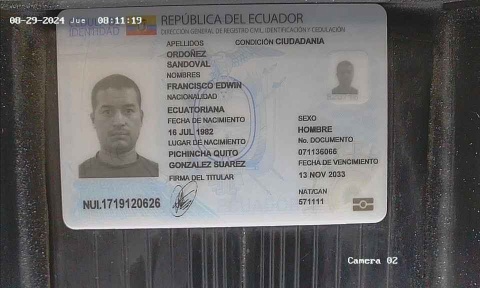 08-29-2024 Jue 08:11:19
REPÚBLICA DEL ECUADOR
DIRECCIÓN GENERAL DE REGISTRO CIVIL, IDENTIFICACIÓN Y CEDULACIÓN
IDENTIDAD
APELLIDOS
CONDICIÓN CIUDADANÍA
ORDOÑEZ
SANDOVAL
NOMBRES
FRANCISCO EDWIN
NACIONALIDAD
ECUATORIANA
FECHA DE NACIMIENTO
16 JUL 1982
LUGAR DE NACIMIENTO
PICHINCHA QUITO
GONZALEZ SUAREZ
FIRMA DEL TITULAR
SEXO
HOMBRE
No. DOCUMENTO
071136066
FECHA DE VENCIMIENTO
13 NOV 2033
NAT/CAN
571111
NUI.1719120626
Camera 02